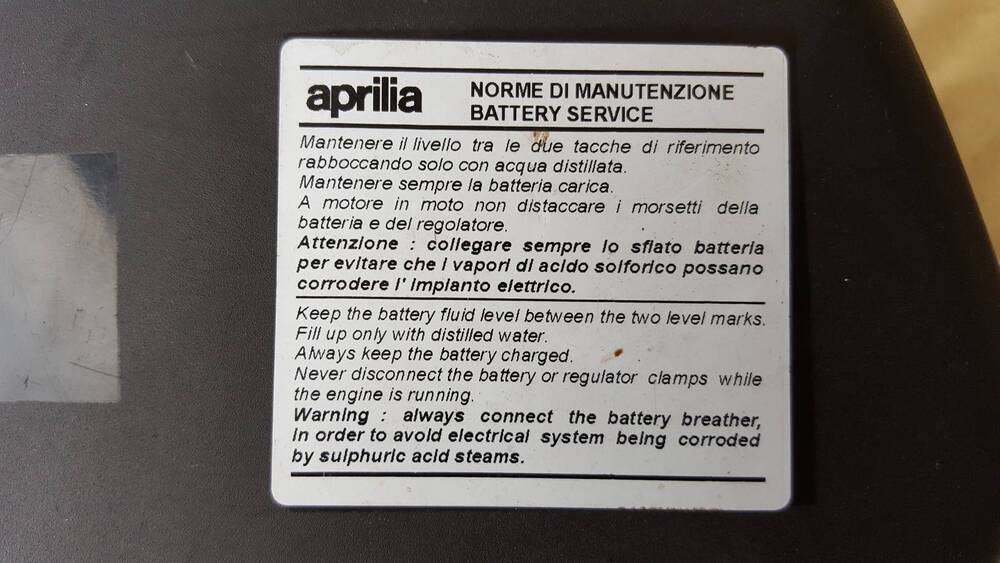 aprilia
NORME DI MANUTENZIONE
BATTERY SERVICE
Mantenere il livello tra le due tacche di riferimento
rabboccando solo con acqua distillata.
Mantenere sempre la batteria carica.
A motore in moto non distaccare i morsetti della
batteria e del regolatore.
Attenzione : collegare sempre lo sfiato batteria
per evitare che i vapori di acido solforico possano
corrodere l' impianto elettrico.
Keep the battery fluid level between the two level marks.
Fill up only with distilled water.
Always keep the battery charged.
Never disconnect the battery or regulator clamps while
the engine is running.
Warning : always connect the battery breather,
in order to avoid electrical system being corroded
by sulphuric acid steams.